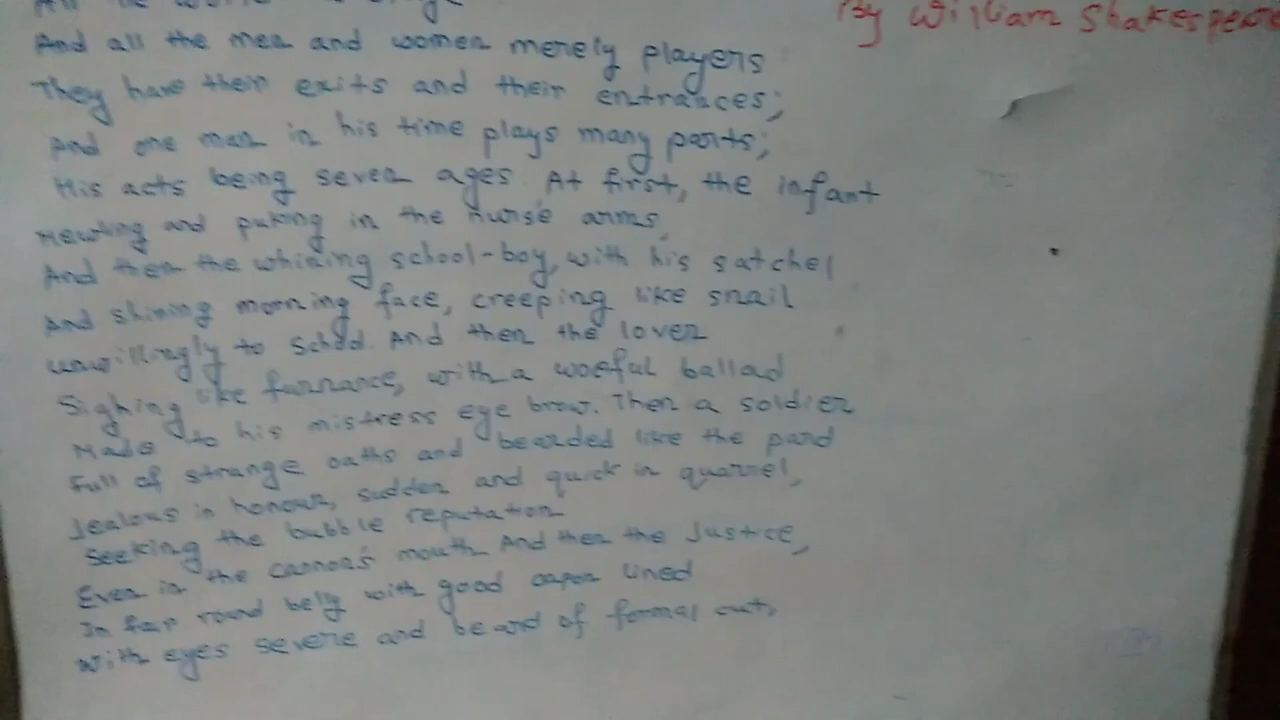 By William Shakespeare
And all the men and women merely players
They have their exits and their entrances;
And one man in his time plays many parts;
His acts being seven ages. At first, the infant
Mewling and puking in the nurse's arms,
And then the whining school-boy, with his satchel
And shining morning face, creeping like snail
unwillingly to school. And then the lover
Sighing like furnance, with a woeful ballad
Made to his mistress eye brow. Then a soldier
Full of strange oaths and bearded like the pard
Jealous in honour, sudden and quick in quarrel,
Seeking the bubble reputation
Even in the cannon's mouth And then the Justice,
In fair round belly with good capon lined
With eyes severe and beard of formal cut,